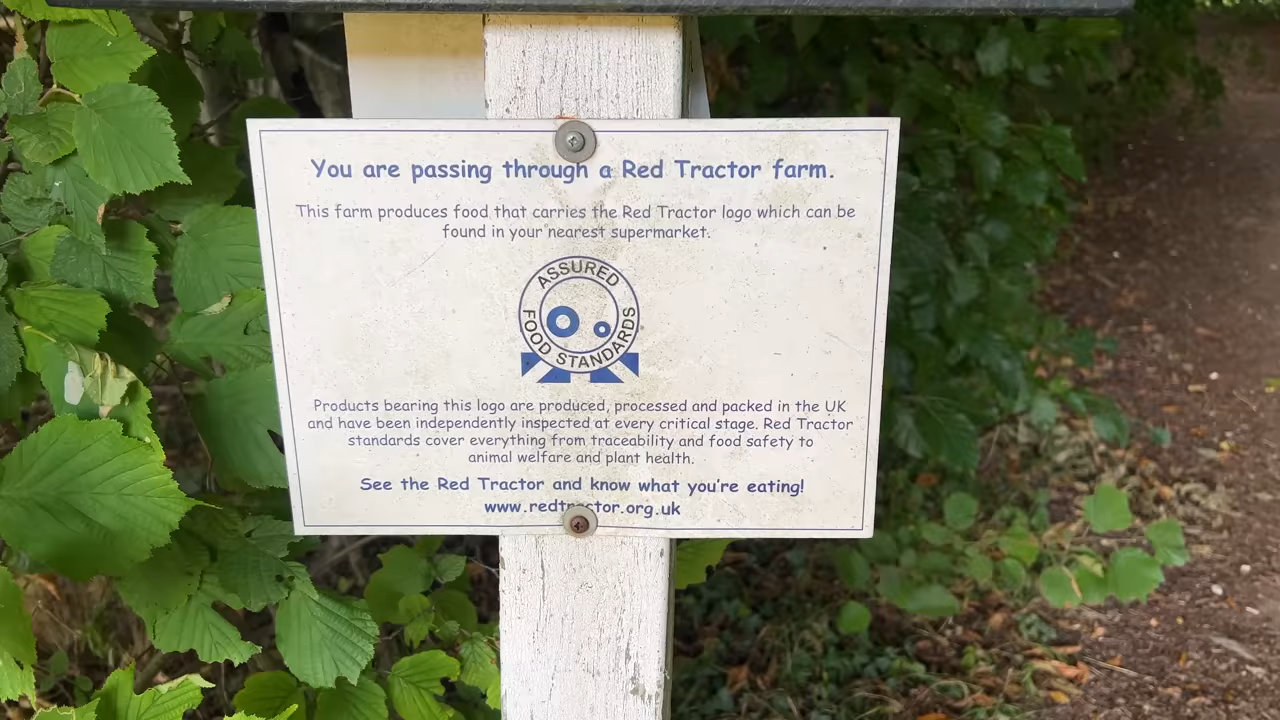 You are passing through a Red Tractor farm.
This farm produces food that carries the Red Tractor logo which can be
found in your nearest supermarket.
ASSURED
FOOD STANDARDS
Products bearing this logo are produced, processed and packed in the UK
and have been independently inspected at every critical stage. Red Tractor
standards cover everything from traceability and food safety to
animal welfare and plant health.
See the Red Tractor and know what you're eating!
www.redtractor.org.uk